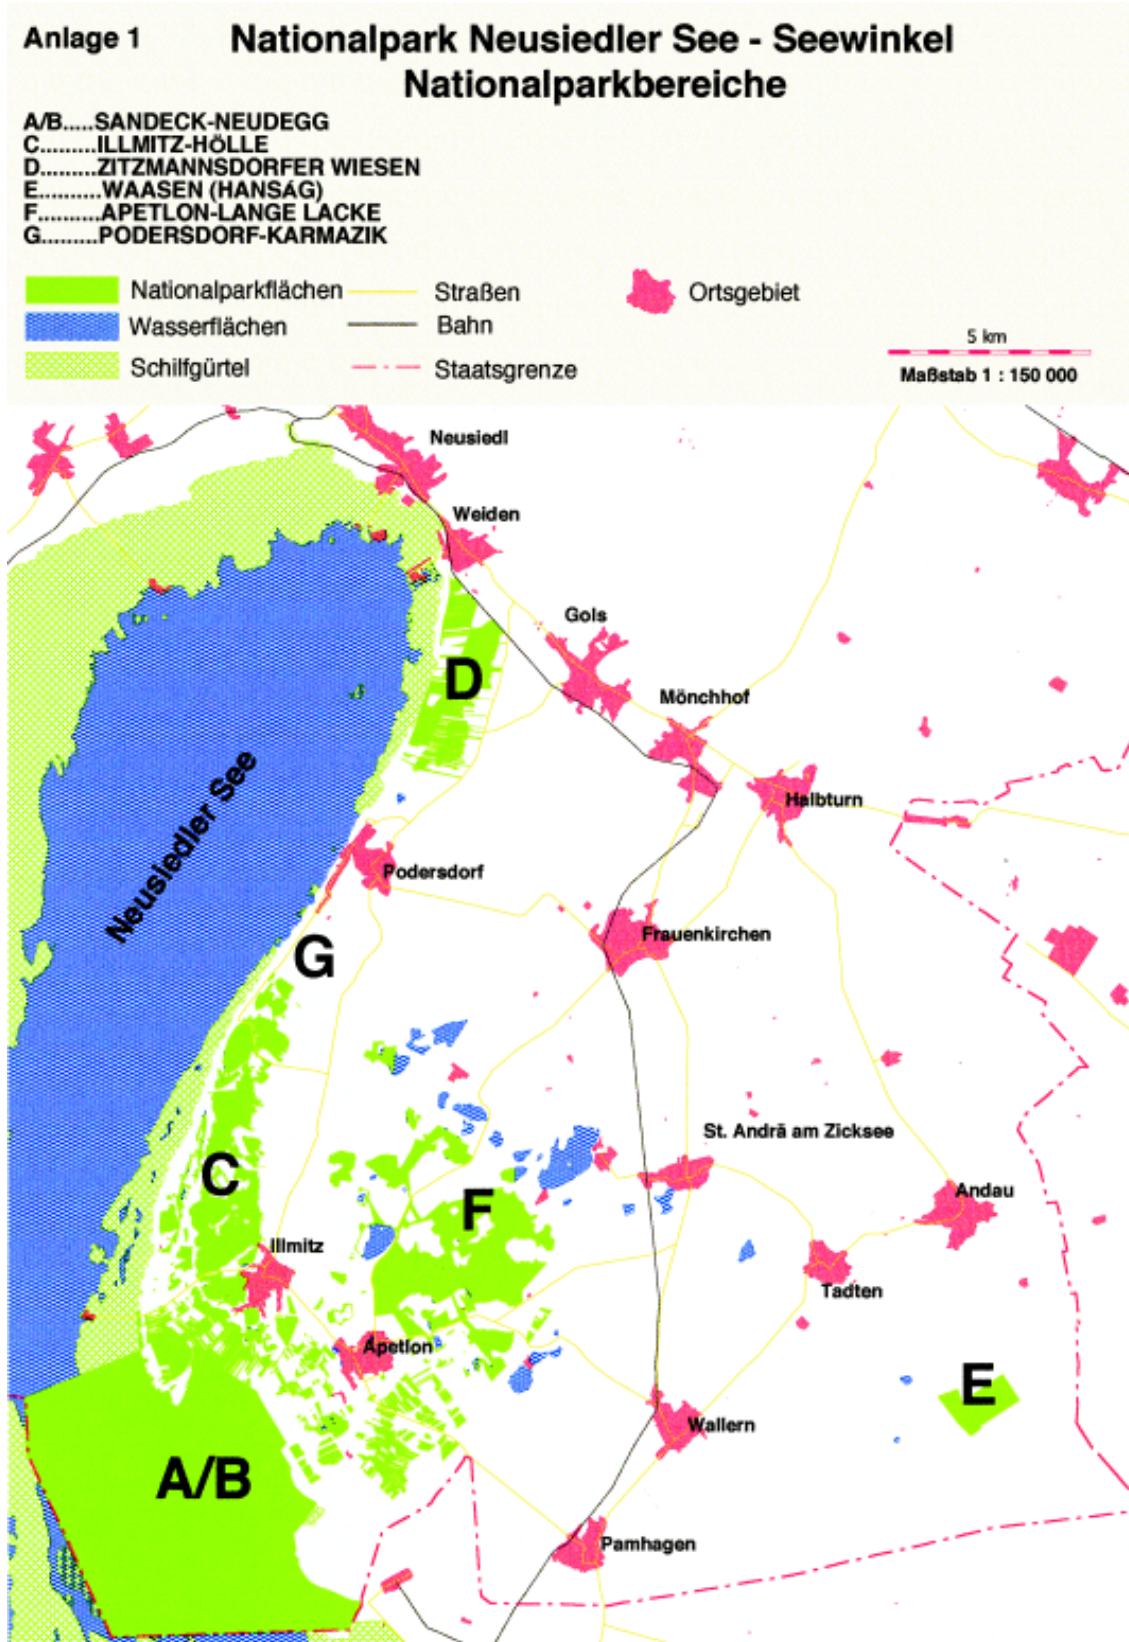 Anlage 1
Nationalpark Neusiedler See - Seewinkel
Nationalparkbereiche
A/B.....SANDECK-NEUDEGG
C.........ILLMITZ-HÖLLE
D.........ZITZMANNSDORFER WIESEN
E..........WAASEN (HANSÁG)
F..........APETLON-LANGE LACKE
G.........PODERSDORF-KARMAZIK
Nationalparkflächen
Straßen
Ortsgebiet
Wasserflächen
Bahn
Schilfgürtel
Staatsgrenze
5 km
Maßstab 1 : 150 000
Neusiedl
Weiden
Gols
D
Mönchhof
Halbturn
Neusiedler See
Podersdorf
Frauenkirchen
G
St. Andrä am Zicksee
C
Andau
F
Illmitz
Tadten
Apetlon
E
Wallern
A/B
Pamhagen